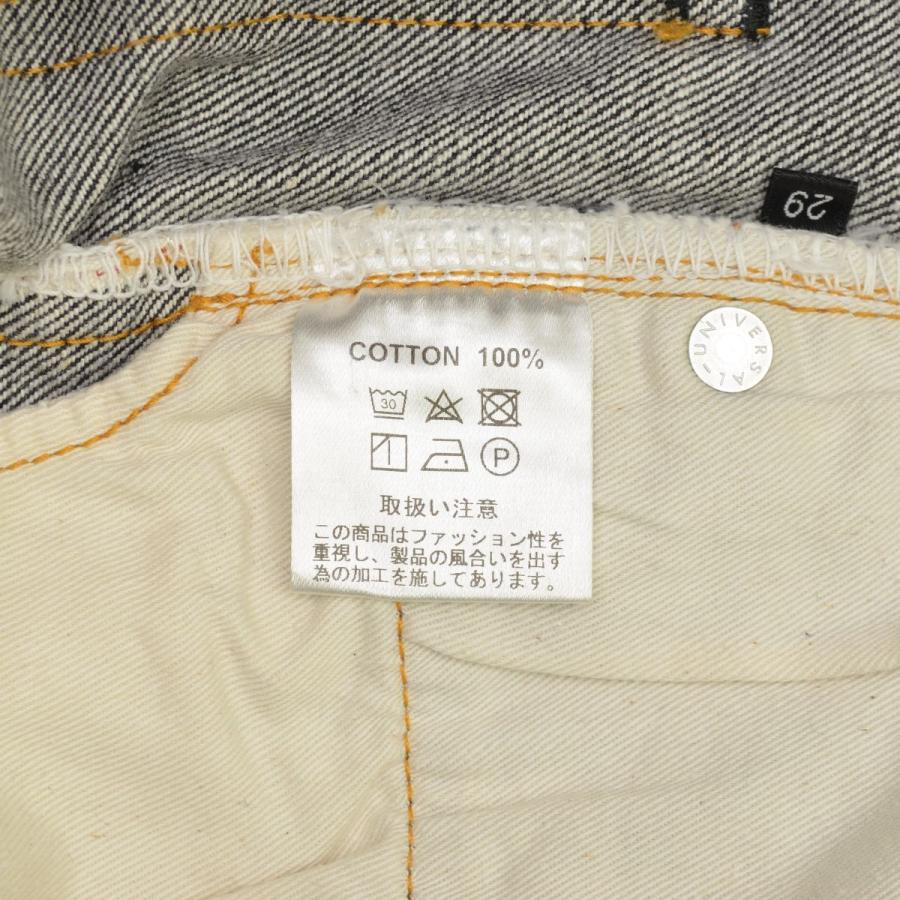 29
UNIVERSAL
COTTON 100%
30
P
取扱い注意
この商品はファッション性を
重視し、製品の風合いを出す
為の加工を施してあります。